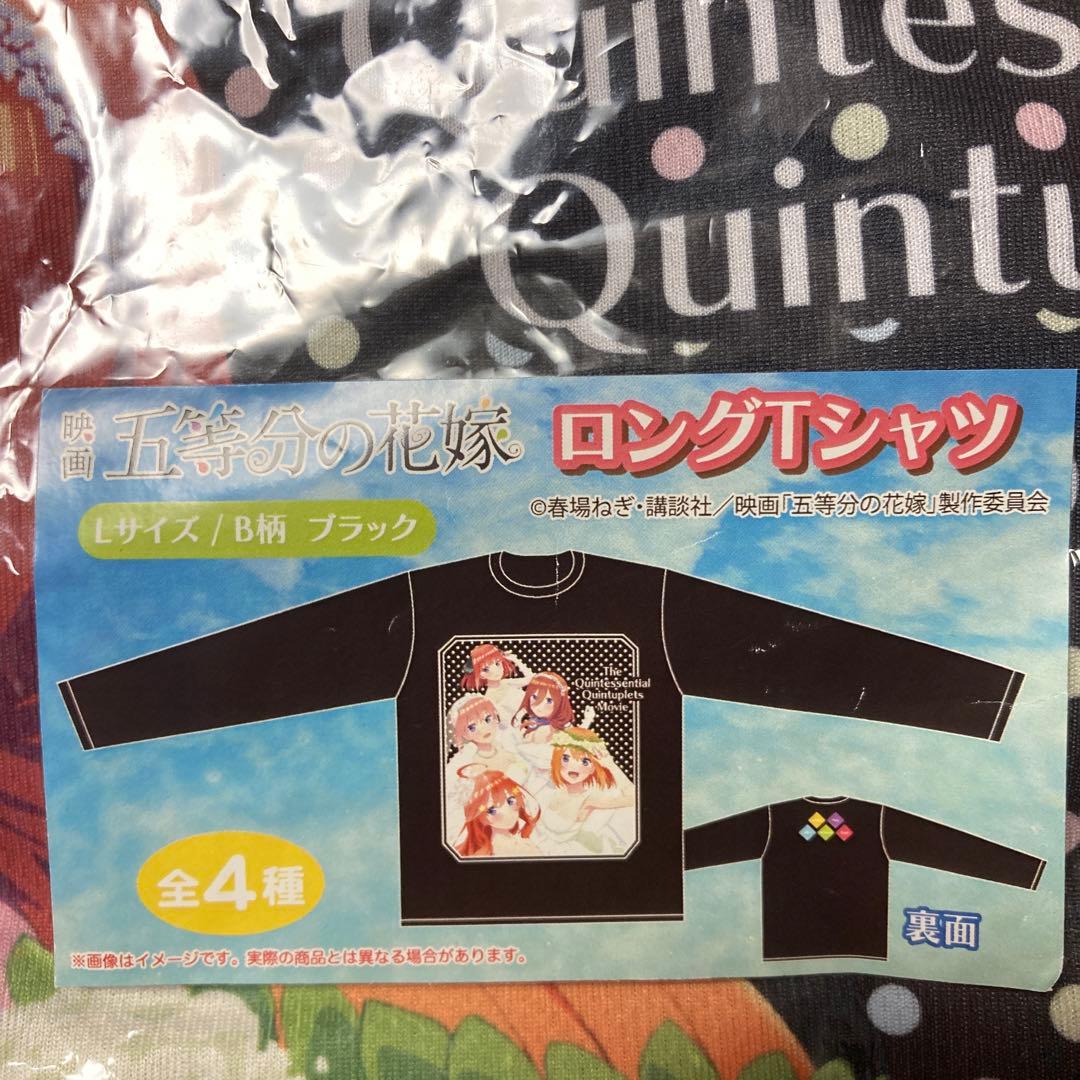 Quintes
Quintu
映画 五等分の花嫁 ロングTシャツ
©春場ねぎ・講談社／映画「五等分の花嫁」製作委員会
Lサイズ / B柄 ブラック
The
Quintessential
Quintuplets
Movie
全4種
裏面
※画像はイメージです。実際の商品とは異なる場合があります。